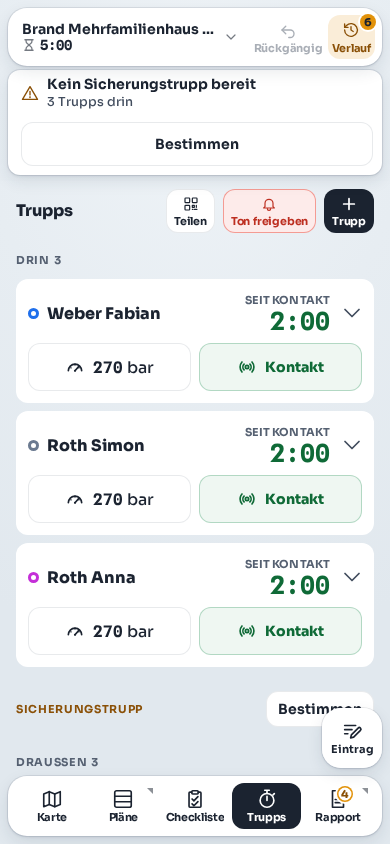 Brand Mehrfamilienhaus ...
5:00
Rückgängig
Verlauf
6
Kein Sicherungstrupp bereit
3 Trupps drin
Bestimmen
Trupps
Teilen
Ton freigeben
Trupp
DRIN 3
Weber Fabian
SEIT KONTAKT
2:00
270 bar
Kontakt
Roth Simon
SEIT KONTAKT
2:00
270 bar
Kontakt
Roth Anna
SEIT KONTAKT
2:00
270 bar
Kontakt
SICHERUNGSTRUPP
Bestimmen
Eintrag
DRAUSSEN 3
Karte
Pläne
Checkliste
Trupps
Rapport
4